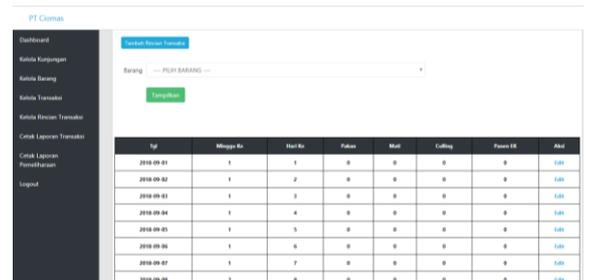 PT Ciomas
Dashboard
Kelola Kunjungan
Kelola Barang
Kelola Transaksi
Kelola Rincian Transaksi
Cetak Laporan Transaksi
Cetak Laporan
Pemeliharaan
Logout
Tambah Rincian Transaksi
Barang --- PILIH BARANG ---
Tampilkan
Tgl Minggu Ke Hari Ke Pakan Mati Culling Panen EK Aksi
2018-09-01 1 1 0 0 0 0 Edit
2018-09-02 1 2 0 0 0 0 Edit
2018-09-03 1 3 0 0 0 0 Edit
2018-09-04 1 4 0 0 0 0 Edit
2018-09-05 1 5 0 0 0 0 Edit
2018-09-06 1 6 0 0 0 0 Edit
2018-09-07 1 7 0 0 0 0 Edit